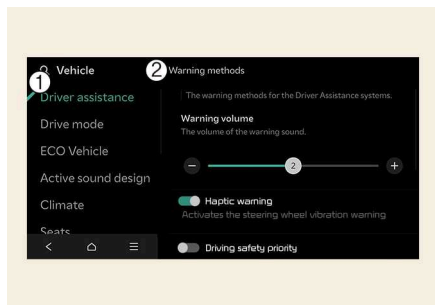 Vehicle
1
Driver assistance
Drive mode
ECO Vehicle
Active sound design
Climate
Seats
2
Warning methods
The warning methods for the Driver Assistance systems.
Warning volume
The volume of the warning sound.
2
Haptic warning
Activates the steering wheel vibration warning
Driving safety priority